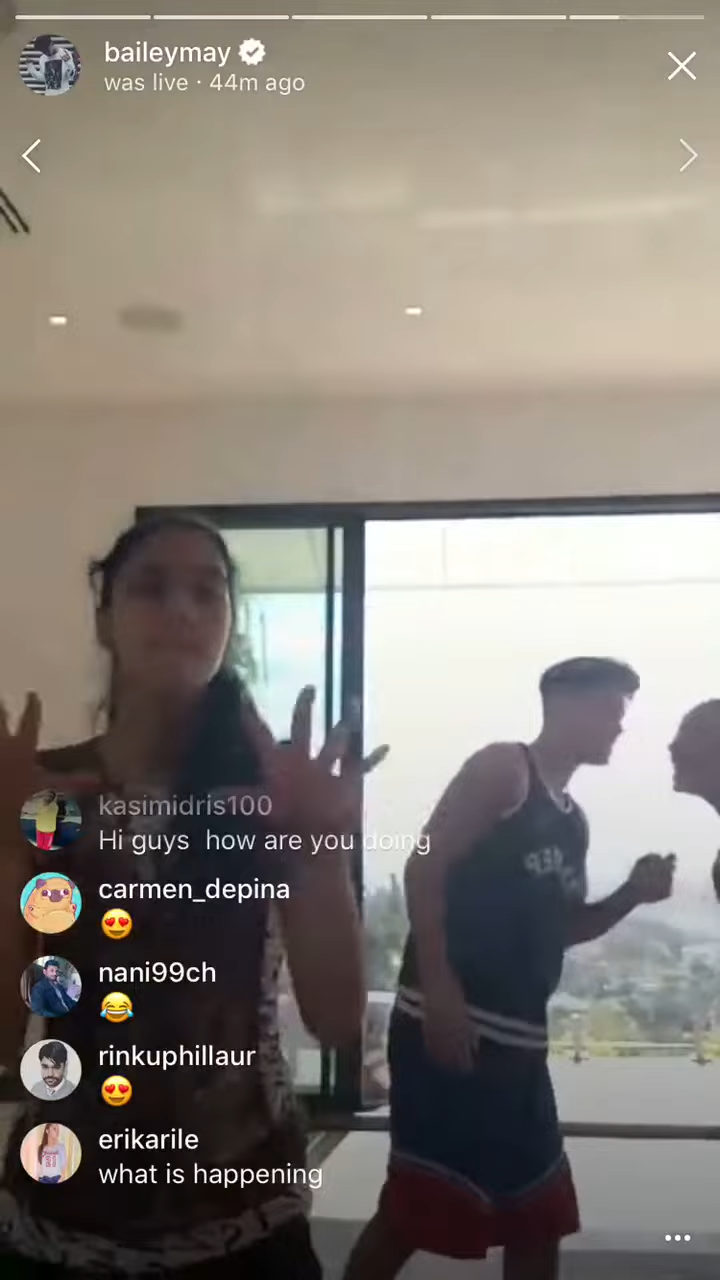 baileymay
was live · 44m ago
kasimidris100
Hi guys how are you doing
carmen_depina
😍
nani99ch
😂
rinkuphillaur
😍
erikarile
what is happening